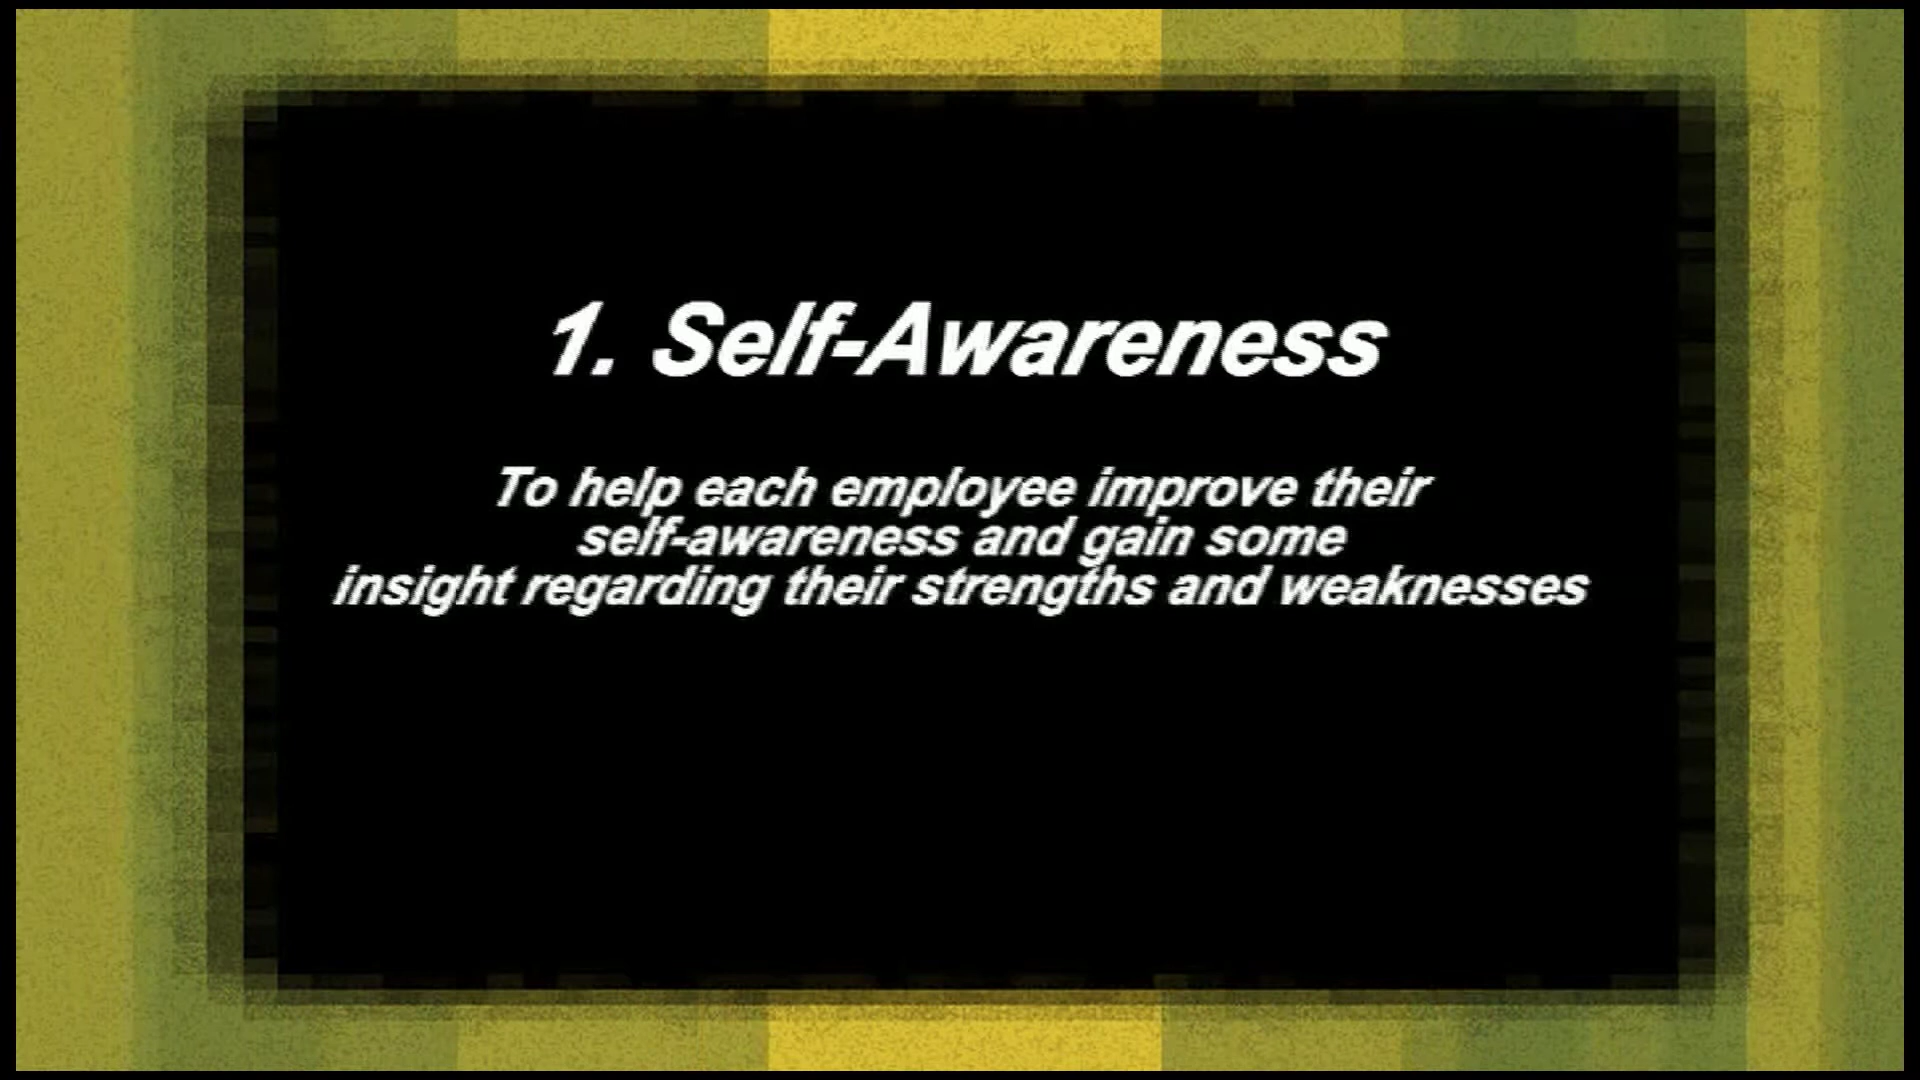 1. Self-Awareness
To help each employee improve their
self-awareness and gain some
insight regarding their strengths and weaknesses